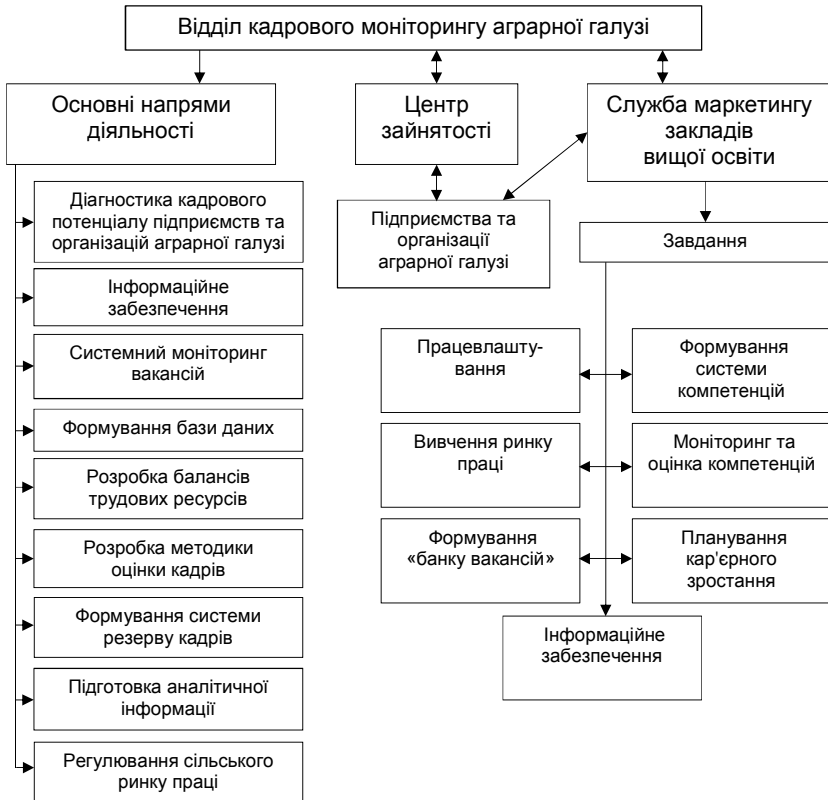 Відділ кадрового моніторингу аграрної галузі
Основні напрями
діяльності
Центр
зайнятості
Служба маркетингу
закладів
вищої освіти
Діагностика кадрового
потенціалу підприємств та
організацій аграрної галузі
Інформаційне
забезпечення
Системний моніторинг
вакансій
Формування бази даних
Розробка балансів
трудових ресурсів
Розробка методики
оцінки кадрів
Формування системи
резерву кадрів
Підготовка аналітичної
інформації
Регулювання сільського
ринку праці
Підприємства та
організації
аграрної галузі
Завдання
Працевлашту-
вання
Формування
системи
компетенцій
Вивчення ринку
праці
Моніторинг та
оцінка компетенцій
Формування
«банку вакансій»
Планування
кар'єрного
зростання
Інформаційне
забезпечення